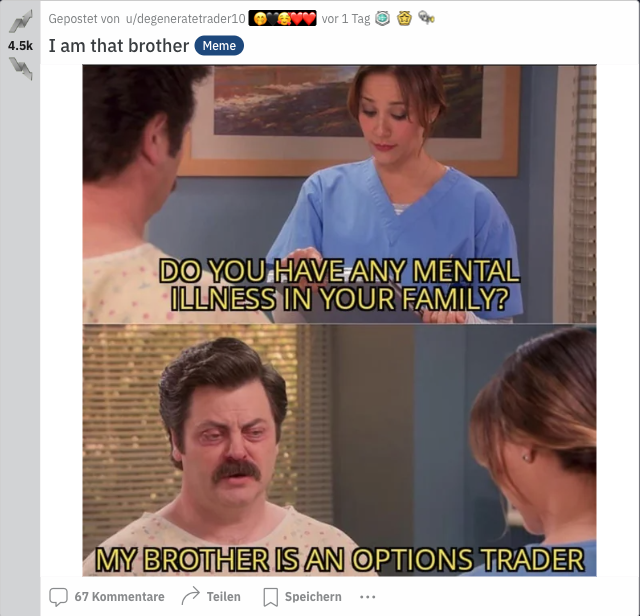 Gepostet von u/degeneratetrader10 vor 1 Tag
4.5k
I am that brother Meme
DO YOU HAVE ANY MENTAL
ILLNESS IN YOUR FAMILY?
MY BROTHER IS AN OPTIONS TRADER
67 Kommentare Teilen Speichern